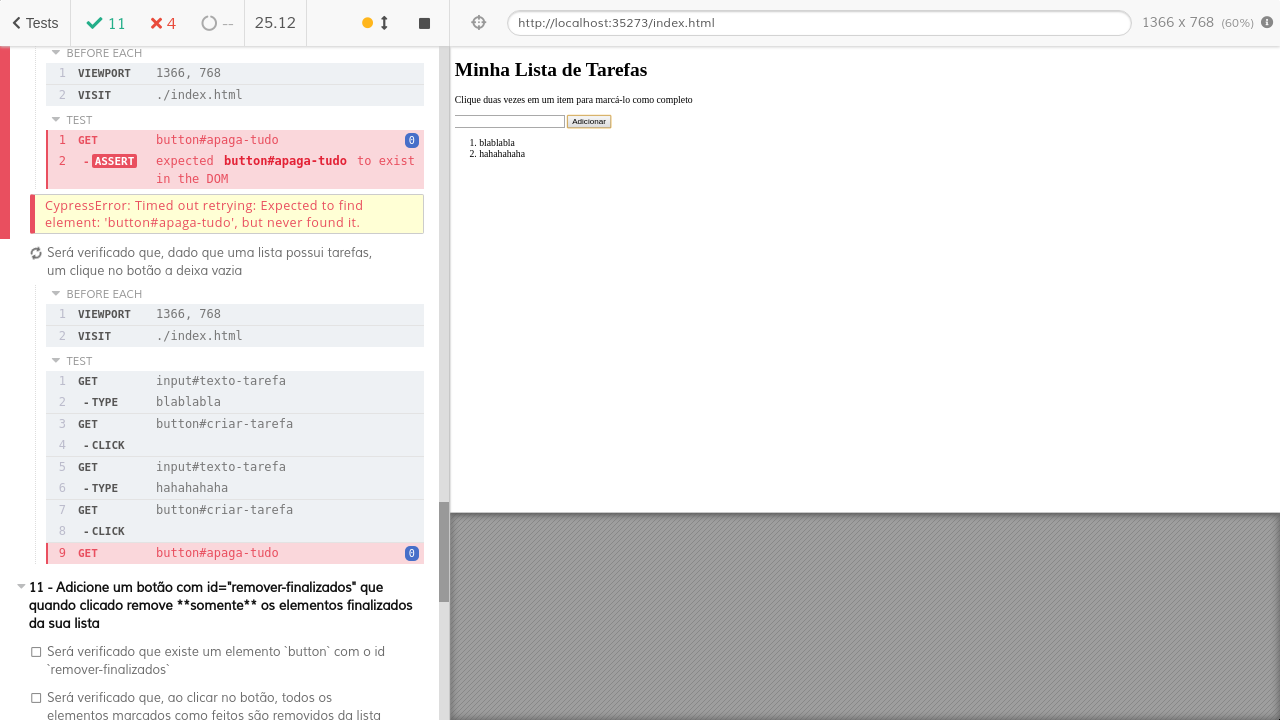 Tests
11
4
--
25.12
http://localhost:35273/index.html
1366 x 768 (60%)
BEFORE EACH
1 VIEWPORT 1366, 768
2 VISIT ./index.html
TEST
1 GET button#apaga-tudo 0
2 -ASSERT expected button#apaga-tudo to exist
in the DOM
CypressError: Timed out retrying: Expected to find
element: 'button#apaga-tudo', but never found it.
Será verificado que, dado que uma lista possui tarefas,
um clique no botão a deixa vazia
BEFORE EACH
1 VIEWPORT 1366, 768
2 VISIT ./index.html
TEST
1 GET input#texto-tarefa
2 -TYPE blablabla
3 GET button#criar-tarefa
4 -CLICK
5 GET input#texto-tarefa
6 -TYPE hahahahaha
7 GET button#criar-tarefa
8 -CLICK
9 GET button#apaga-tudo 0
11 - Adicione um botão com id="remover-finalizados" que
quando clicado remove **somente** os elementos finalizados
da sua lista
Será verificado que existe um elemento `button` com o id
`remover-finalizados`
Será verificado que, ao clicar no botão, todos os
elementos marcados como feitos são removidos da lista
Minha Lista de Tarefas
Clique duas vezes em um item para marcá-lo como completo
Adicionar
1. blablabla
2. hahahahaha